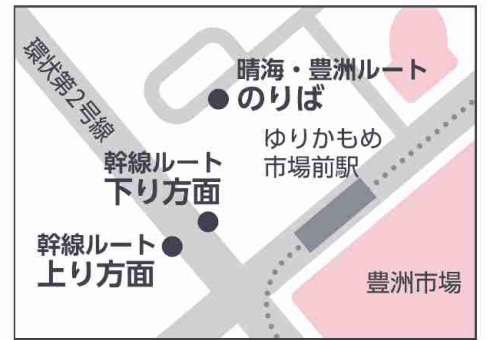 環状第2号線
晴海・豊洲ルート
のりば
ゆりかもめ
市場前駅
幹線ルート
下り方面
幹線ルート
上り方面
豊洲市場